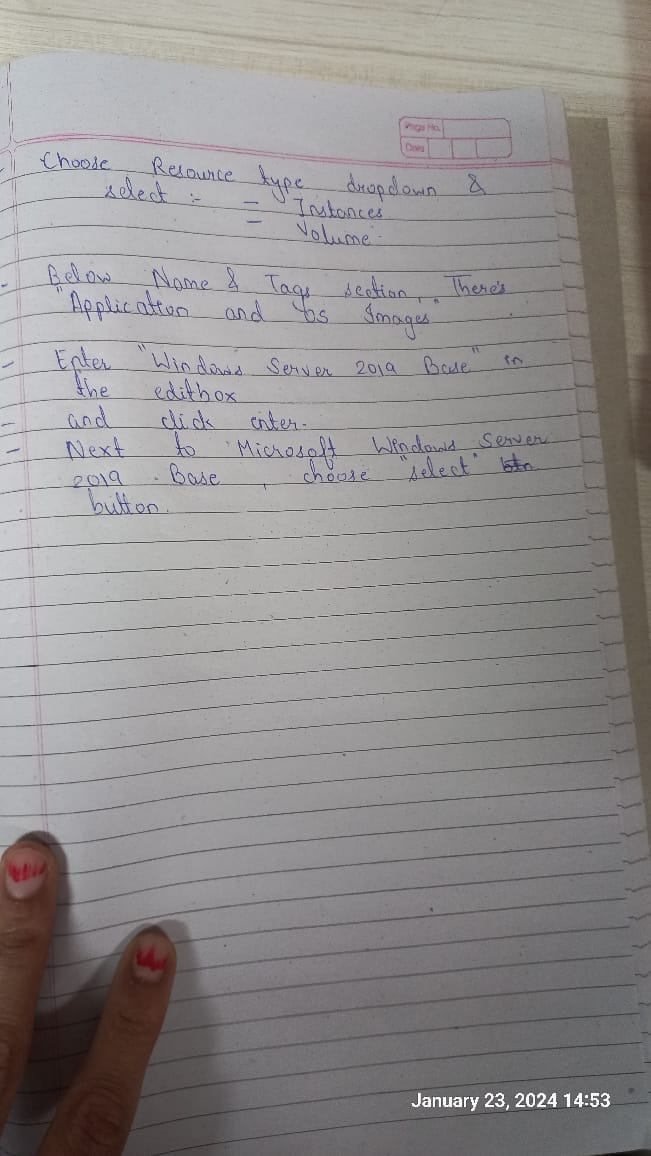 Page No.
Date
- Choose Resource type dropdown &
select :- = Instances
- Volume.
- Below Name & Tags section, There's
"Application and Os Images"
- Enter "Windows Server 2019 Base" in
the editbox
- and click enter.
- Next to Microsoft Windows Server
2019 Base, choose "select"
button.
January 23, 2024 14:53